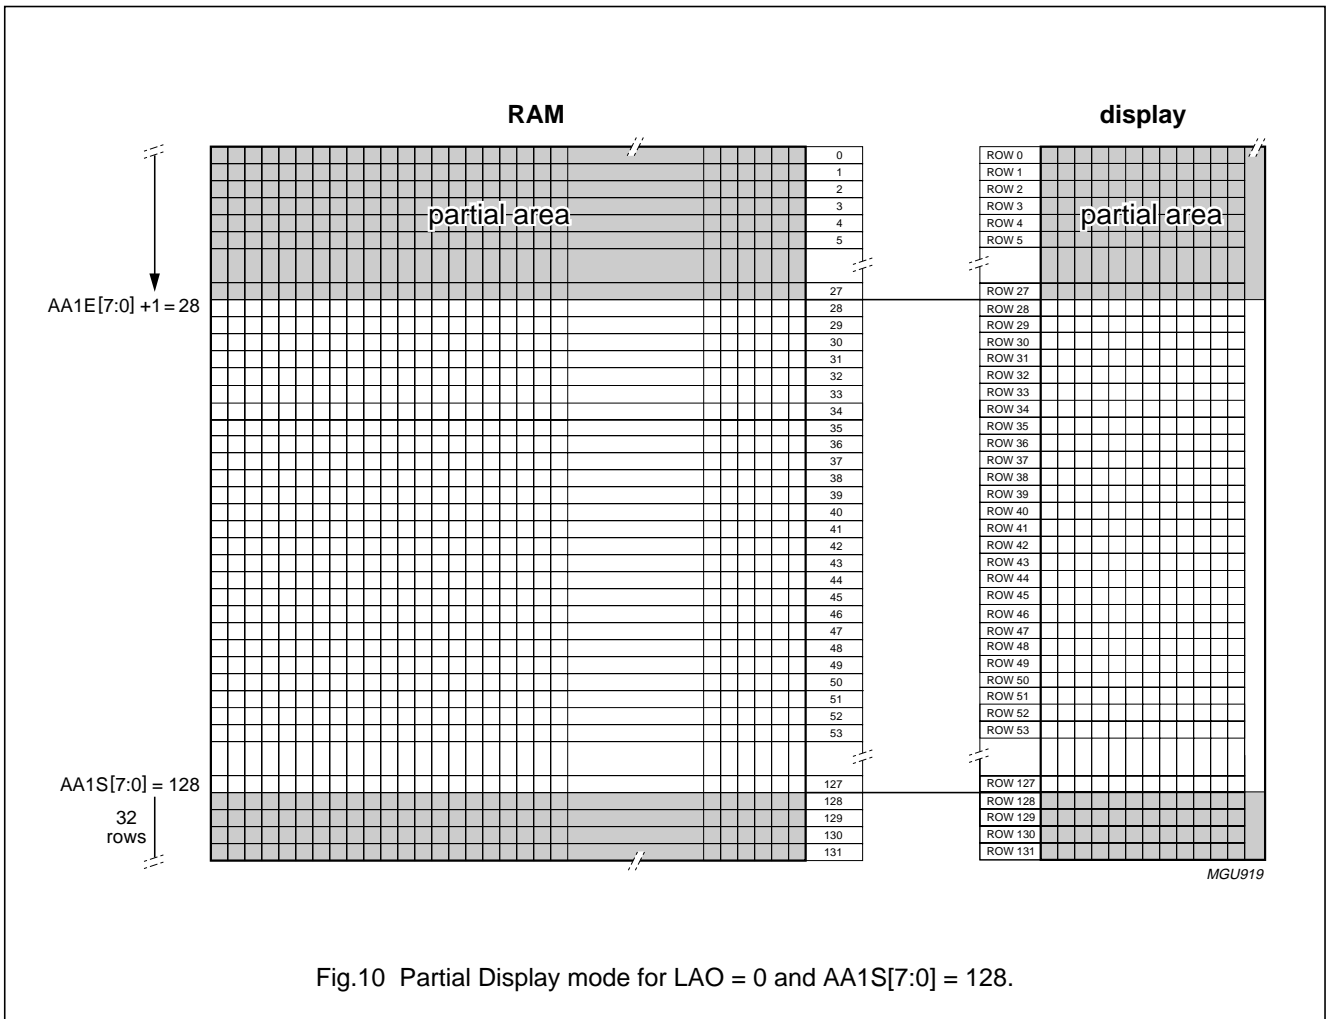 RAM display
0 ROW 0
1 ROW 1
2 ROW 2
3 ROW 3
partial area partial area
4 ROW 4
5 ROW 5
27 ROW 27
AA1E[7:0] +1 = 28
28 ROW 28
29 ROW 29
30 ROW 30
31 ROW 31
32 ROW 32
33 ROW 33
34 ROW 34
35 ROW 35
36 ROW 36
37 ROW 37
38 ROW 38
39 ROW 39
40 ROW 40
41 ROW 41
42 ROW 42
43 ROW 43
44 ROW 44
45 ROW 45
46 ROW 46
47 ROW 47
48 ROW 48
49 ROW 49
50 ROW 50
51 ROW 51
52 ROW 52
53 ROW 53
AA1S[7:0] = 128
127 ROW 127
128 ROW 128
32
rows
129 ROW 129
130 ROW 130
131 ROW 131
MGU919
Fig.10 Partial Display mode for LAO = 0 and AA1S[7:0] = 128.